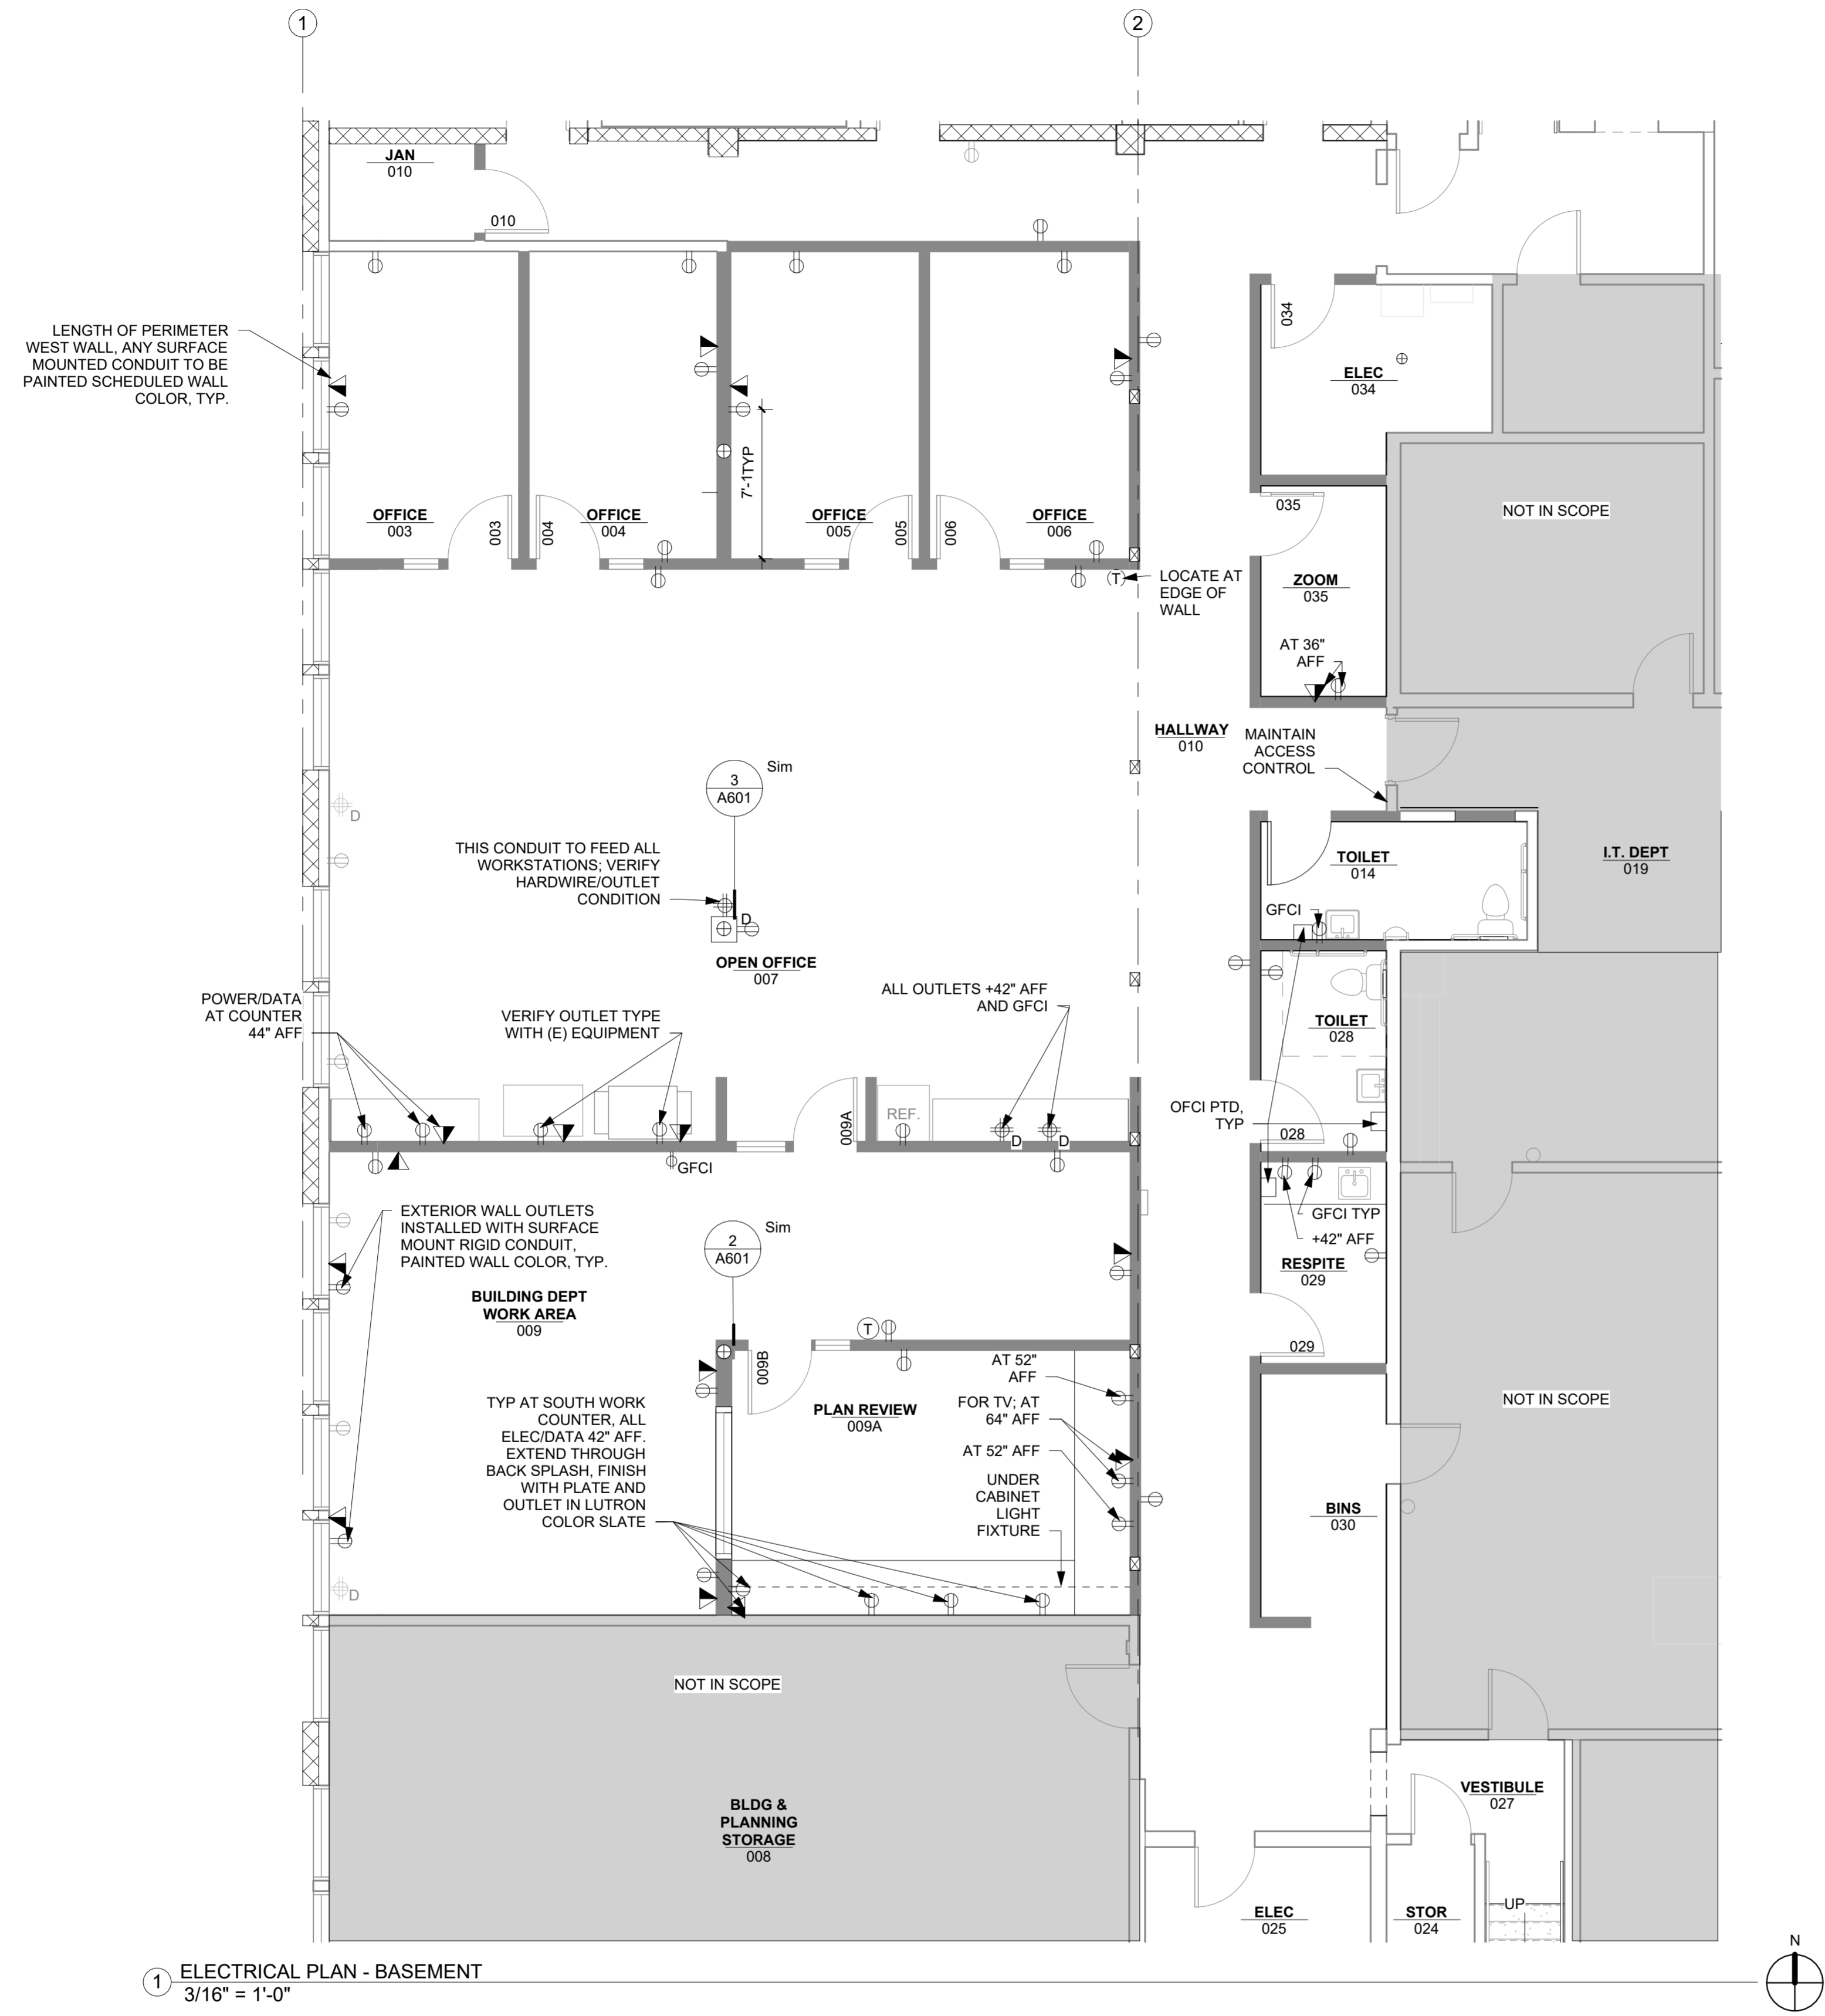 1
2
JAN
010
010
LENGTH OF PERIMETER
WEST WALL, ANY SURFACE
MOUNTED CONDUIT TO BE
PAINTED SCHEDULED WALL
COLOR, TYP.
034
ELEC
034
7'-1TYP
OFFICE
003
003
004
OFFICE
004
OFFICE
005
005
006
OFFICE
006
035
NOT IN SCOPE
T
LOCATE AT
EDGE OF
WALL
ZOOM
035
AT 36"
AFF
HALLWAY
010
MAINTAIN
ACCESS
CONTROL
3
A601
Sim
D
THIS CONDUIT TO FEED ALL
WORKSTATIONS; VERIFY
HARDWIRE/OUTLET
CONDITION
D
TOILET
014
I.T. DEPT
019
GFCI
OPEN OFFICE
007
POWER/DATA
AT COUNTER
44" AFF
VERIFY OUTLET TYPE
WITH (E) EQUIPMENT
ALL OUTLETS +42" AFF
AND GFCI
TOILET
028
OFCI PTD,
TYP
009A
REF.
D
D
028
GFCI
EXTERIOR WALL OUTLETS
INSTALLED WITH SURFACE
MOUNT RIGID CONDUIT,
PAINTED WALL COLOR, TYP.
2
A601
Sim
GFCI TYP
+42" AFF
RESPITE
029
BUILDING DEPT
WORK AREA
009
T
029
009B
AT 52"
AFF
TYP AT SOUTH WORK
COUNTER, ALL
ELEC/DATA 42" AFF.
EXTEND THROUGH
BACK SPLASH, FINISH
WITH PLATE AND
OUTLET IN LUTRON
COLOR SLATE
PLAN REVIEW
009A
FOR TV; AT
64" AFF
AT 52" AFF
UNDER
CABINET
LIGHT
FIXTURE
NOT IN SCOPE
BINS
030
D
NOT IN SCOPE
BLDG &
PLANNING
STORAGE
008
VESTIBULE
027
UP
ELEC
025
STOR
024
N
1
ELECTRICAL PLAN - BASEMENT
3/16" = 1'-0"